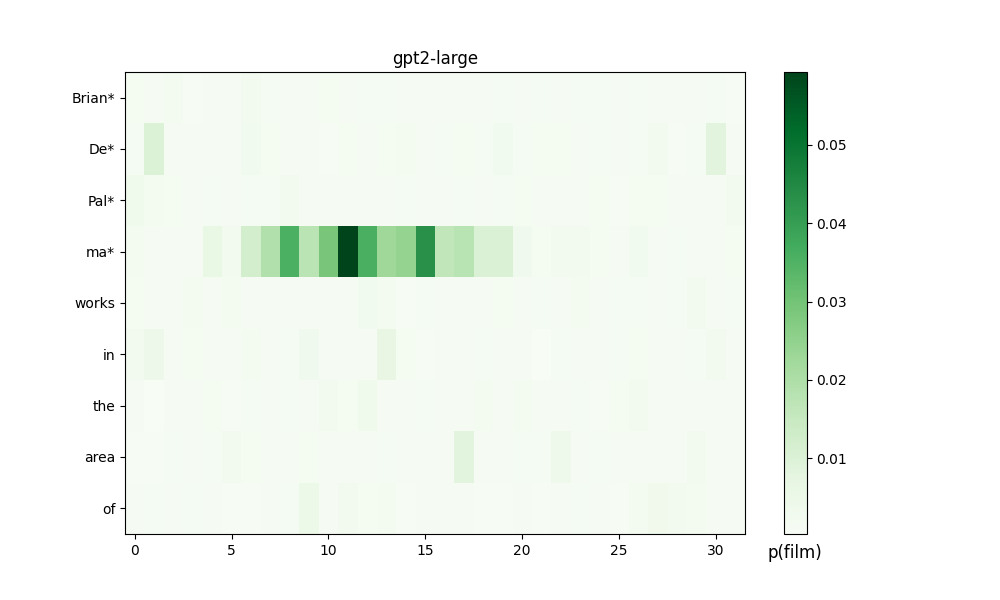 gpt2-large
Brian*
De*
Pal*
ma*
works
in
the
area
of
0 5 10 15 20 25 30
0.05
0.04
0.03
0.02
0.01
p(film)